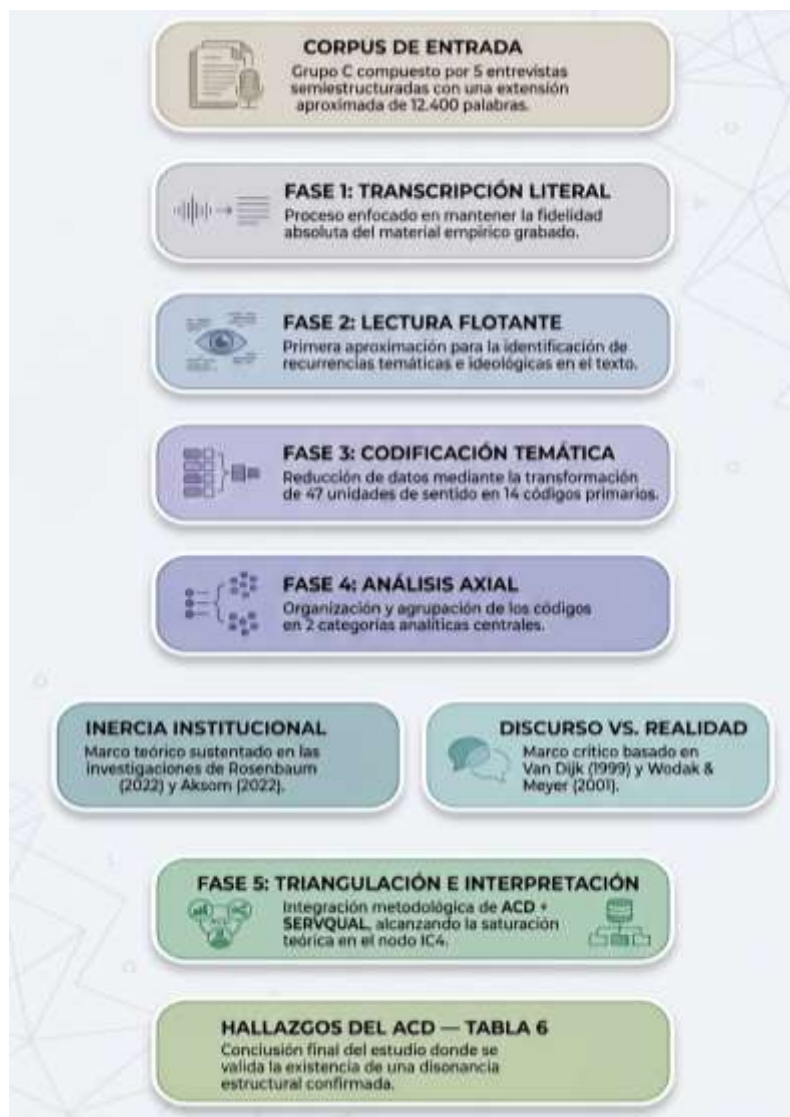 CORPUS DE ENTRADA
Grupo C compuesto por 5 entrevistas
semiestructuradas con una extensión
aproximada de 12.400 palabras.
FASE 1: TRANSCRIPCIÓN LITERAL
Proceso enfocado en mantener la fidelidad
absoluta del material empírico grabado.
FASE 2: LECTURA FLOTANTE
Primera aproximación para la identificación de
recurrencias temáticas e ideológicas en el texto.
FASE 3: CODIFICACIÓN TEMÁTICA
Reducción de datos mediante la transformación
de 47 unidades de sentido en 14 códigos primarios.
FASE 4: ANÁLISIS AXIAL
Organización y agrupación de los códigos
en 2 categorías analíticas centrales.
INERCIA INSTITUCIONAL
Marco teórico sustentado en las
investigaciones de Rosenbaum
(2022) y Aksom (2022).
DISCURSO VS. REALIDAD
Marco crítico basado en
Van Dijk (1999) y Wodak &
Meyer (2001).
FASE 5: TRIANGULACIÓN E INTERPRETACIÓN
Integración metodológica de ACD +
SERVQUAL, alcanzando la saturación
teórica en el nodo IC4.
HALLAZGOS DEL ACD — TABLA 6
Conclusión final del estudio donde se
valida la existencia de una disonancia
estructural confirmada.